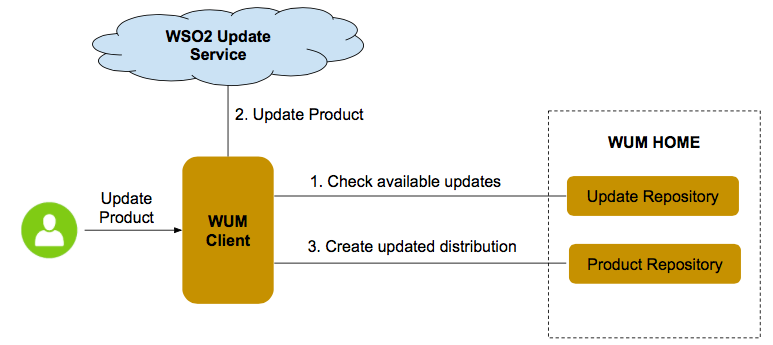 WSO2 Update
Service
2. Update Product
WUM HOME
1. Check available updates
Update Repository
Update
Product
WUM
Client
3. Create updated distribution
Product Repository